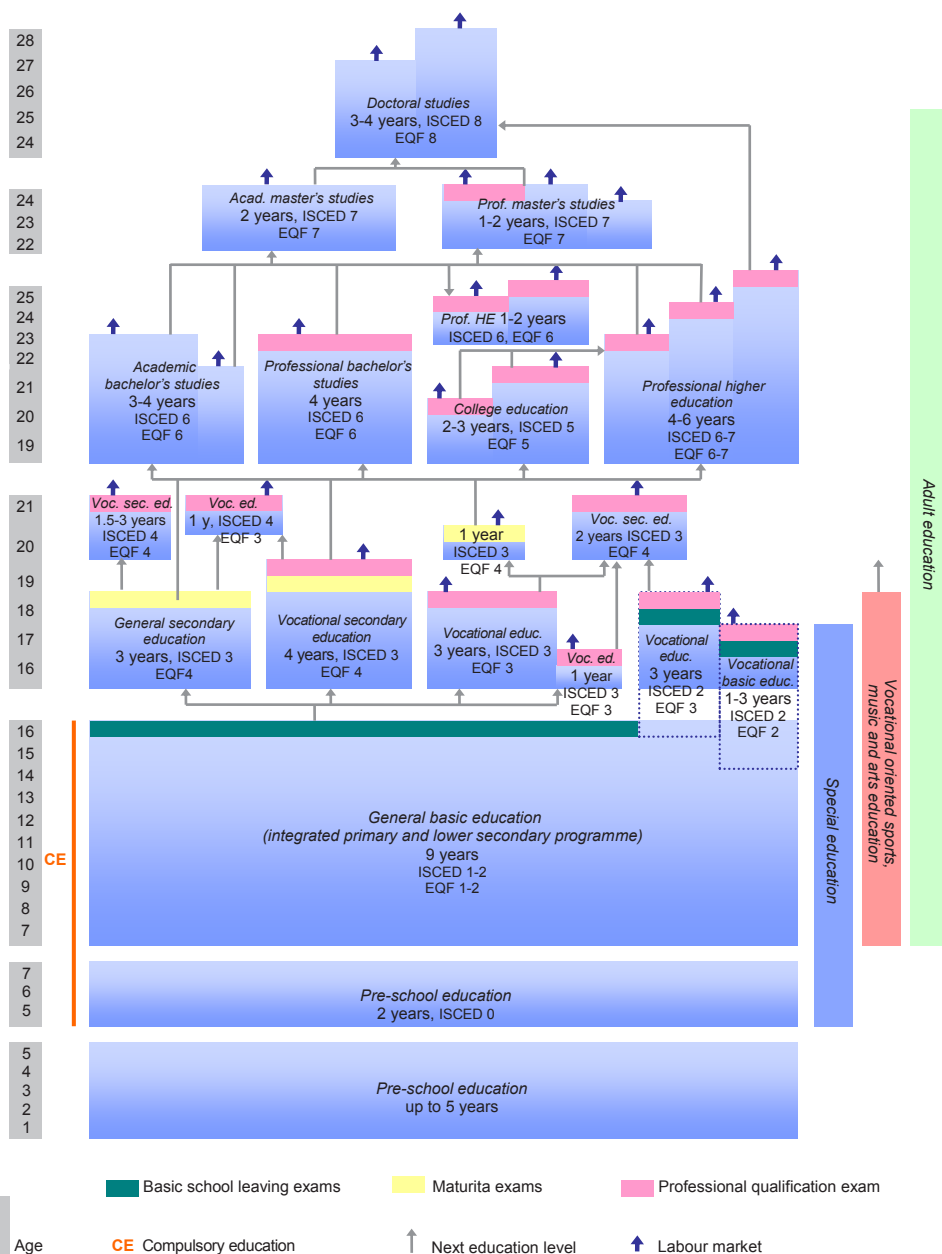 28
27
26
25
24
Doctoral studies
3-4 years, ISCED 8
EQF 8
24
23
22
Acad. master's studies
2 years, ISCED 7
EQF 7
Prof. master's studies
1-2 years, ISCED 7
EQF 7
25
24
23
22
21
20
19
Academic
bachelor's studies
3-4 years
ISCED 6
EQF 6
Professional bachelor's
studies
4 years
ISCED 6
EQF 6
Prof. HE 1-2 years
ISCED 6, EQF 6
College education
2-3 years, ISCED 5
EQF 5
Professional higher
education
4-6 years
ISCED 6-7
EQF 6-7
21
20
19
18
17
16
Voc. sec. ed.
1.5-3 years
ISCED 4
EQF 4
Voc. ed.
1 y, ISCED 4
EQF 3
1 year
ISCED 3
EQF 4
Voc. sec. ed.
2 years ISCED 3
EQF 4
General secondary
education
3 years, ISCED 3
EQF4
Vocational secondary
education
4 years, ISCED 3
EQF 4
Vocational educ.
3 years, ISCED 3
EQF 3
Voc. ed.
1 year
ISCED 3
EQF 3
Vocational
educ.
3 years
ISCED 2
EQF 3
Vocational
basic educ.
1-3 years
ISCED 2
EQF 2
16
15
14
13
12
11
10
9
8
7
CE
General basic education
(integrated primary and lower secondary programme)
9 years
ISCED 1-2
EQF 1-2
7
6
5
Pre-school education
2 years, ISCED 0
5
4
3
2
1
Pre-school education
up to 5 years
Special education
Vocational oriented sports,
music and arts education
Adult education
Basic school leaving exams
Maturita exams
Professional qualification exam
Age
CE Compulsory education
Next education level
Labour market